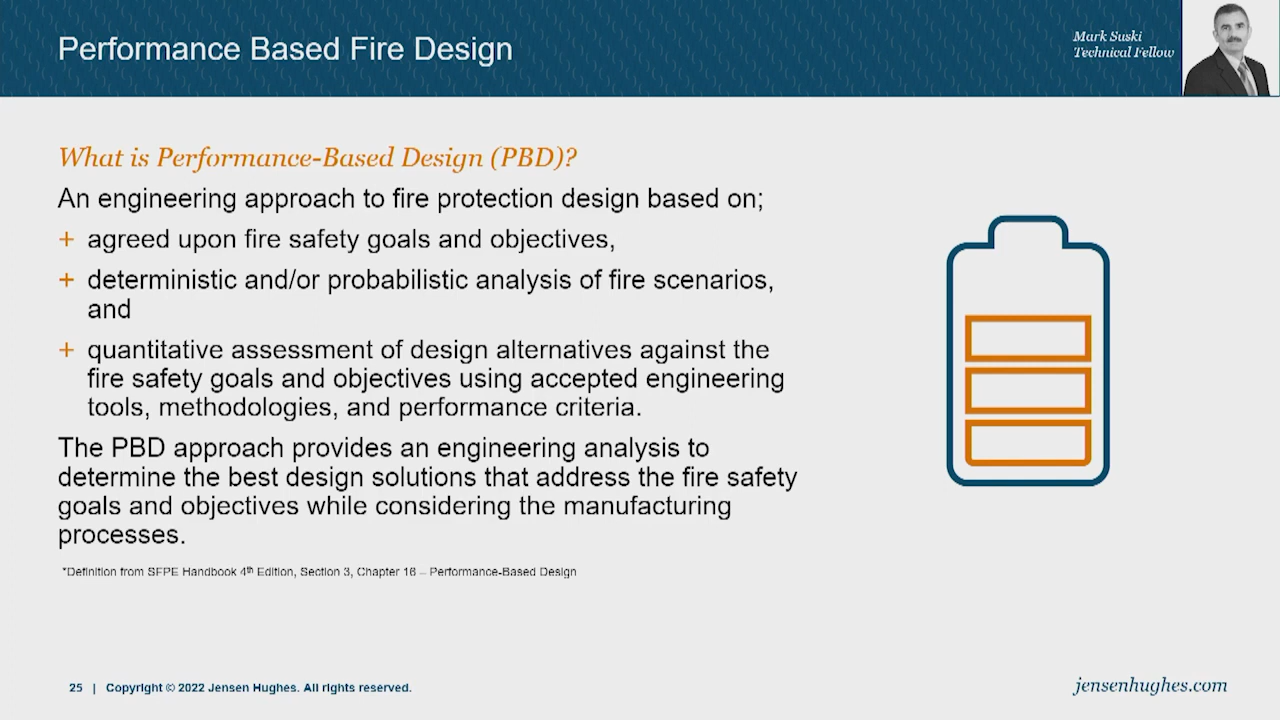 Performance Based Fire Design
Mark Suski
Technical Fellow
What is Performance-Based Design (PBD)?
An engineering approach to fire protection design based on;
+ agreed upon fire safety goals and objectives,
+ deterministic and/or probabilistic analysis of fire scenarios,
and
+ quantitative assessment of design alternatives against the
fire safety goals and objectives using accepted engineering
tools, methodologies, and performance criteria.
The PBD approach provides an engineering analysis to
determine the best design solutions that address the fire safety
goals and objectives while considering the manufacturing
processes.
*Definition from SFPE Handbook 4th Edition, Section 3, Chapter 16 – Performance-Based Design
25 | Copyright © 2022 Jensen Hughes. All rights reserved.
jensenhughes.com